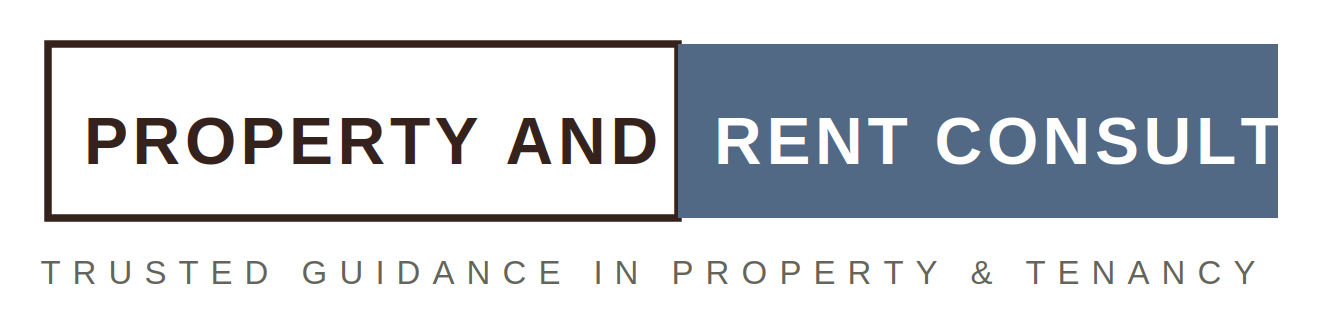 PROPERTY AND RENT CONSULT
TRUSTED GUIDANCE IN PROPERTY & TENANCY